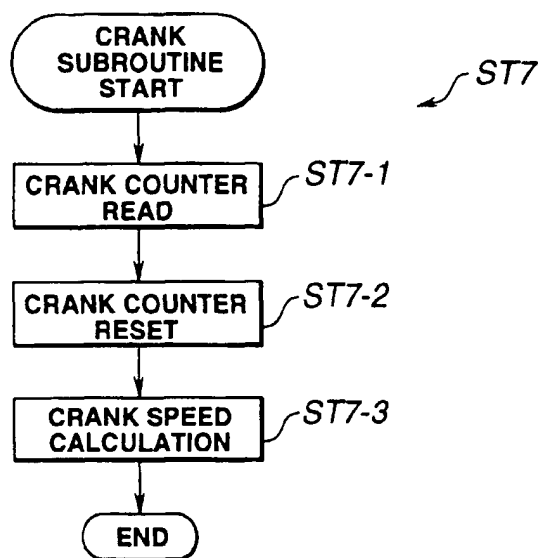 CRANK
SUBROUTINE
START
ST7
CRANK COUNTER
READ
ST7-1
CRANK COUNTER
RESET
ST7-2
CRANK SPEED
CALCULATION
ST7-3
END